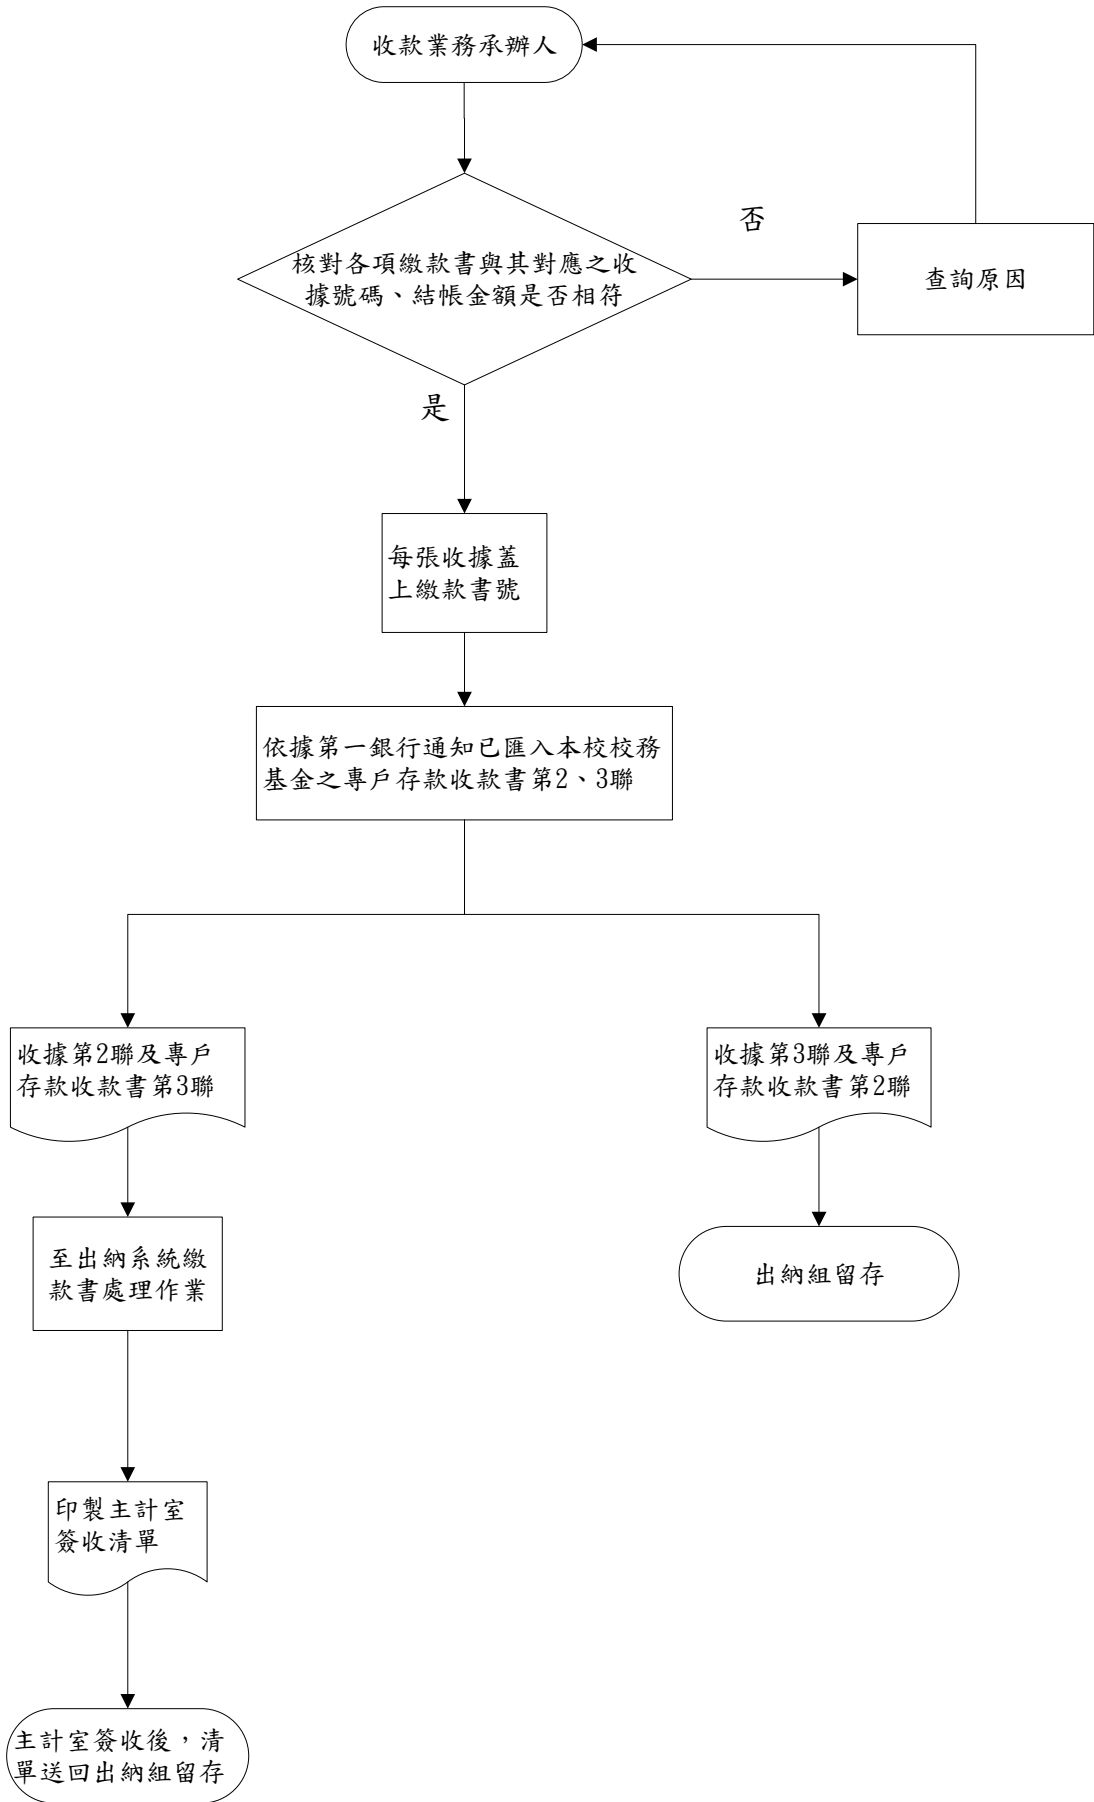 收款業務承辦人
否
核對各項繳款書與其對應之收
據號碼、結帳金額是否相符
查詢原因
是
每張收據蓋
上繳款書號
依據第一銀行通知已匯入本校校務
基金之專戶存款收款書第2、3聯
收據第2聯及專戶
存款收款書第3聯
收據第3聯及專戶
存款收款書第2聯
至出納系統繳
款書處理作業
出納組留存
印製主計室
簽收清單
主計室簽收後，清
單送回出納組留存